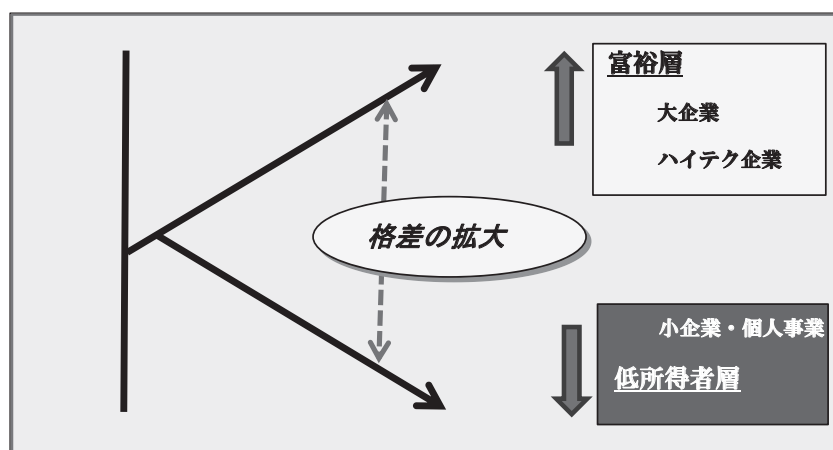 富裕層
大企業
ハイテク企業
格差の拡大
小企業・個人事業
低所得者層